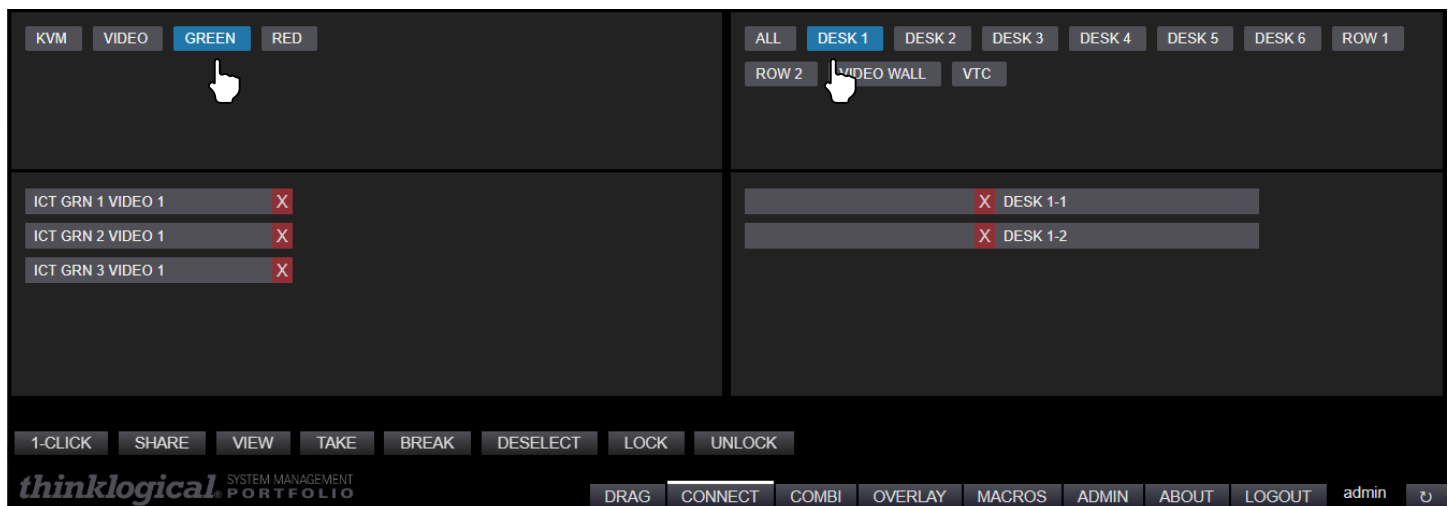 KVM VIDEO GREEN RED
ALL DESK 1 DESK 2 DESK 3 DESK 4 DESK 5 DESK 6 ROW 1
ROW 2 VIDEO WALL VTC
ICT GRN 1 VIDEO 1 X
ICT GRN 2 VIDEO 1 X
ICT GRN 3 VIDEO 1 X
X DESK 1-1
X DESK 1-2
1-CLICK SHARE VIEW TAKE BREAK DESELECT LOCK UNLOCK
thinklogical® SYSTEM MANAGEMENT
PORTFOLIO
DRAG CONNECT COMBI OVERLAY MACROS ADMIN ABOUT LOGOUT admin ↻